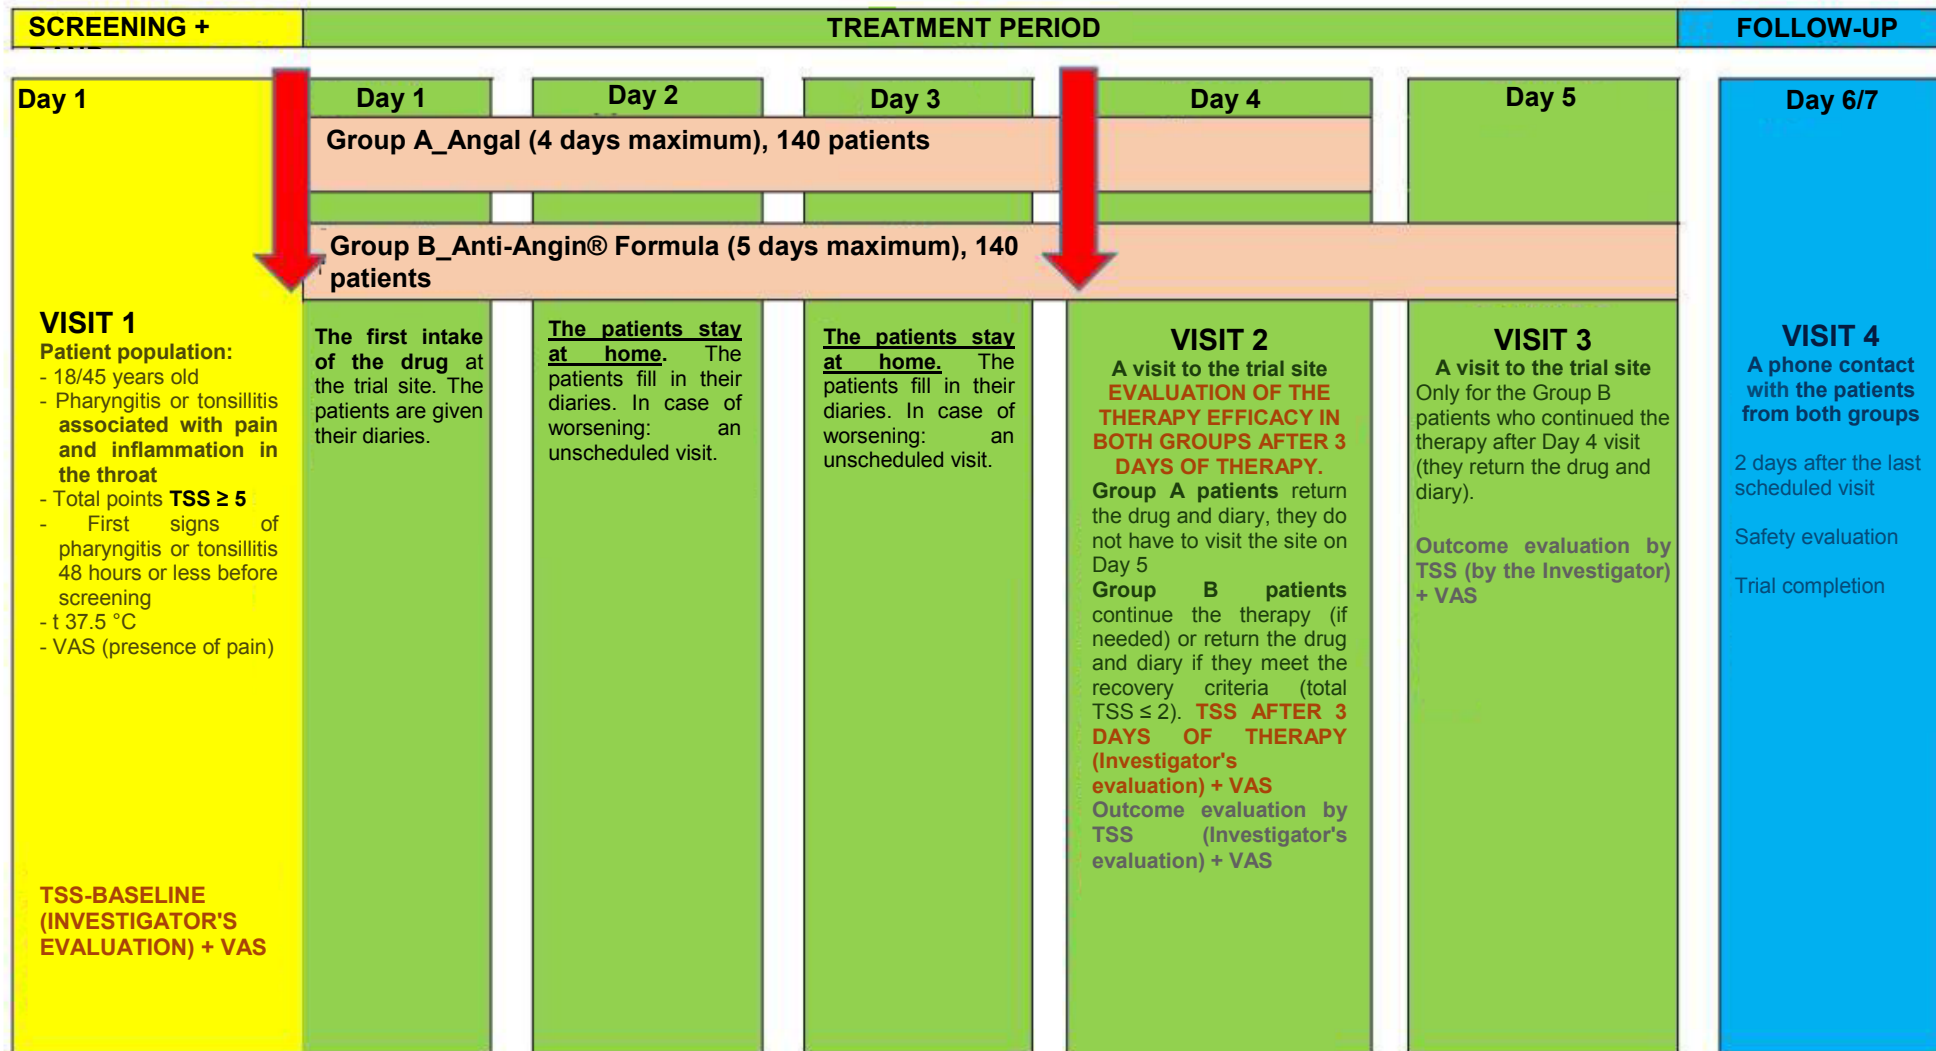 SCREENING +
TREATMENT PERIOD
FOLLOW-UP
Day 1
Day 1
Day 2
Day 3
Day 4
Day 5
Day 6/7
Group A_Angal (4 days maximum), 140 patients
Group B_Anti-Angin® Formula (5 days maximum), 140
patients
VISIT 1
Patient population:
- 18/45 years old
- Pharyngitis or tonsillitis
associated with pain
and inflammation in
the throat
- Total points TSS ≥ 5
- First signs of
pharyngitis or tonsillitis
48 hours or less before
screening
- t 37.5 °C
- VAS (presence of pain)
TSS-BASELINE
(INVESTIGATOR'S
EVALUATION) + VAS
The first intake
of the drug at
the trial site. The
patients are given
their diaries.
The patients stay
at home. The
patients fill in their
diaries. In case of
worsening: an
unscheduled visit.
The patients stay
at home. The
patients fill in their
diaries. In case of
worsening: an
unscheduled visit.
VISIT 2
A visit to the trial site
EVALUATION OF THE
THERAPY EFFICACY IN
BOTH GROUPS AFTER 3
DAYS OF THERAPY.
Group A patients return
the drug and diary, they do
not have to visit the site on
Day 5
Group B patients
continue the therapy (if
needed) or return the drug
and diary if they meet the
recovery criteria (total
TSS ≤ 2). TSS AFTER 3
DAYS OF THERAPY
(Investigator's
evaluation) + VAS
Outcome evaluation by
TSS (Investigator's
evaluation) + VAS
VISIT 3
A visit to the trial site
Only for the Group B
patients who continued the
therapy after Day 4 visit
(they return the drug and
diary).
Outcome evaluation by
TSS (by the Investigator)
+ VAS
VISIT 4
A phone contact
with the patients
from both groups
2 days after the last
scheduled visit
Safety evaluation
Trial completion